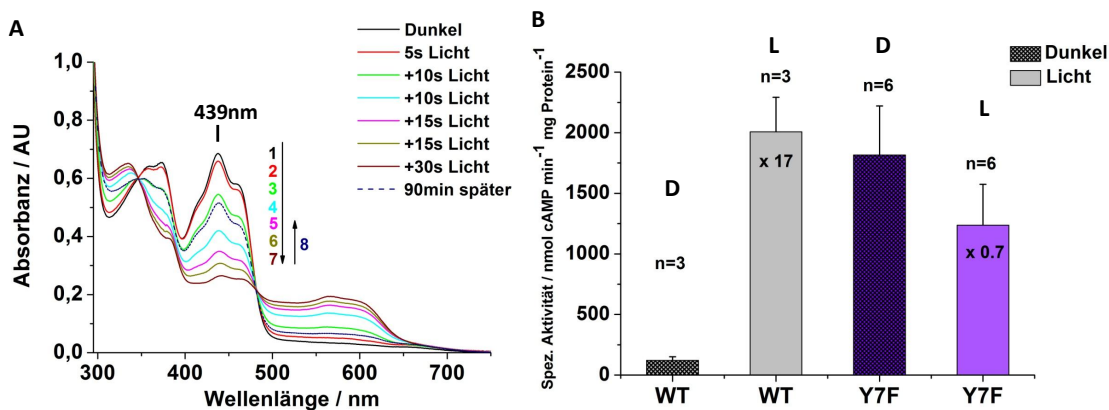 A
Absorbanz / AU
1,0
0,8
0,6
0,4
0,2
0,0
300
400
500
600
700
Wellenlänge / nm
439nm
1
2
3
4
5
6
7
8
Dunkel
5s Licht
+10s Licht
+10s Licht
+15s Licht
+15s Licht
+30s Licht
90min später
B
Spez. Aktivität / nmol cAMP min⁻¹ mg Protein⁻¹
2500
2000
1500
1000
500
0
D
n=3
L
n=3
x 17
D
n=6
L
n=6
x 0.7
WT
WT
Y7F
Y7F
Dunkel
Licht